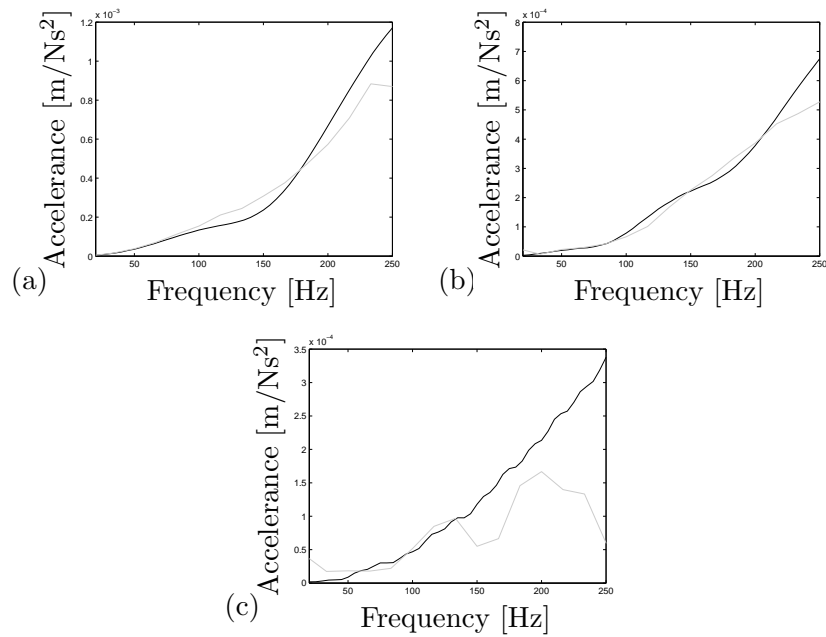 x 10⁻³
1.2
1
0.8
0.6
0.4
0.2
0
50 100 150 200 250
Accelerance [m/Ns²]
Frequency [Hz]
(a)
x 10⁻⁴
8
7
6
5
4
3
2
1
0
50 100 150 200 250
Accelerance [m/Ns²]
Frequency [Hz]
(b)
x 10⁻⁴
3.5
3
2.5
2
1.5
1
0.5
0
50 100 150 200 250
Accelerance [m/Ns²]
Frequency [Hz]
(c)